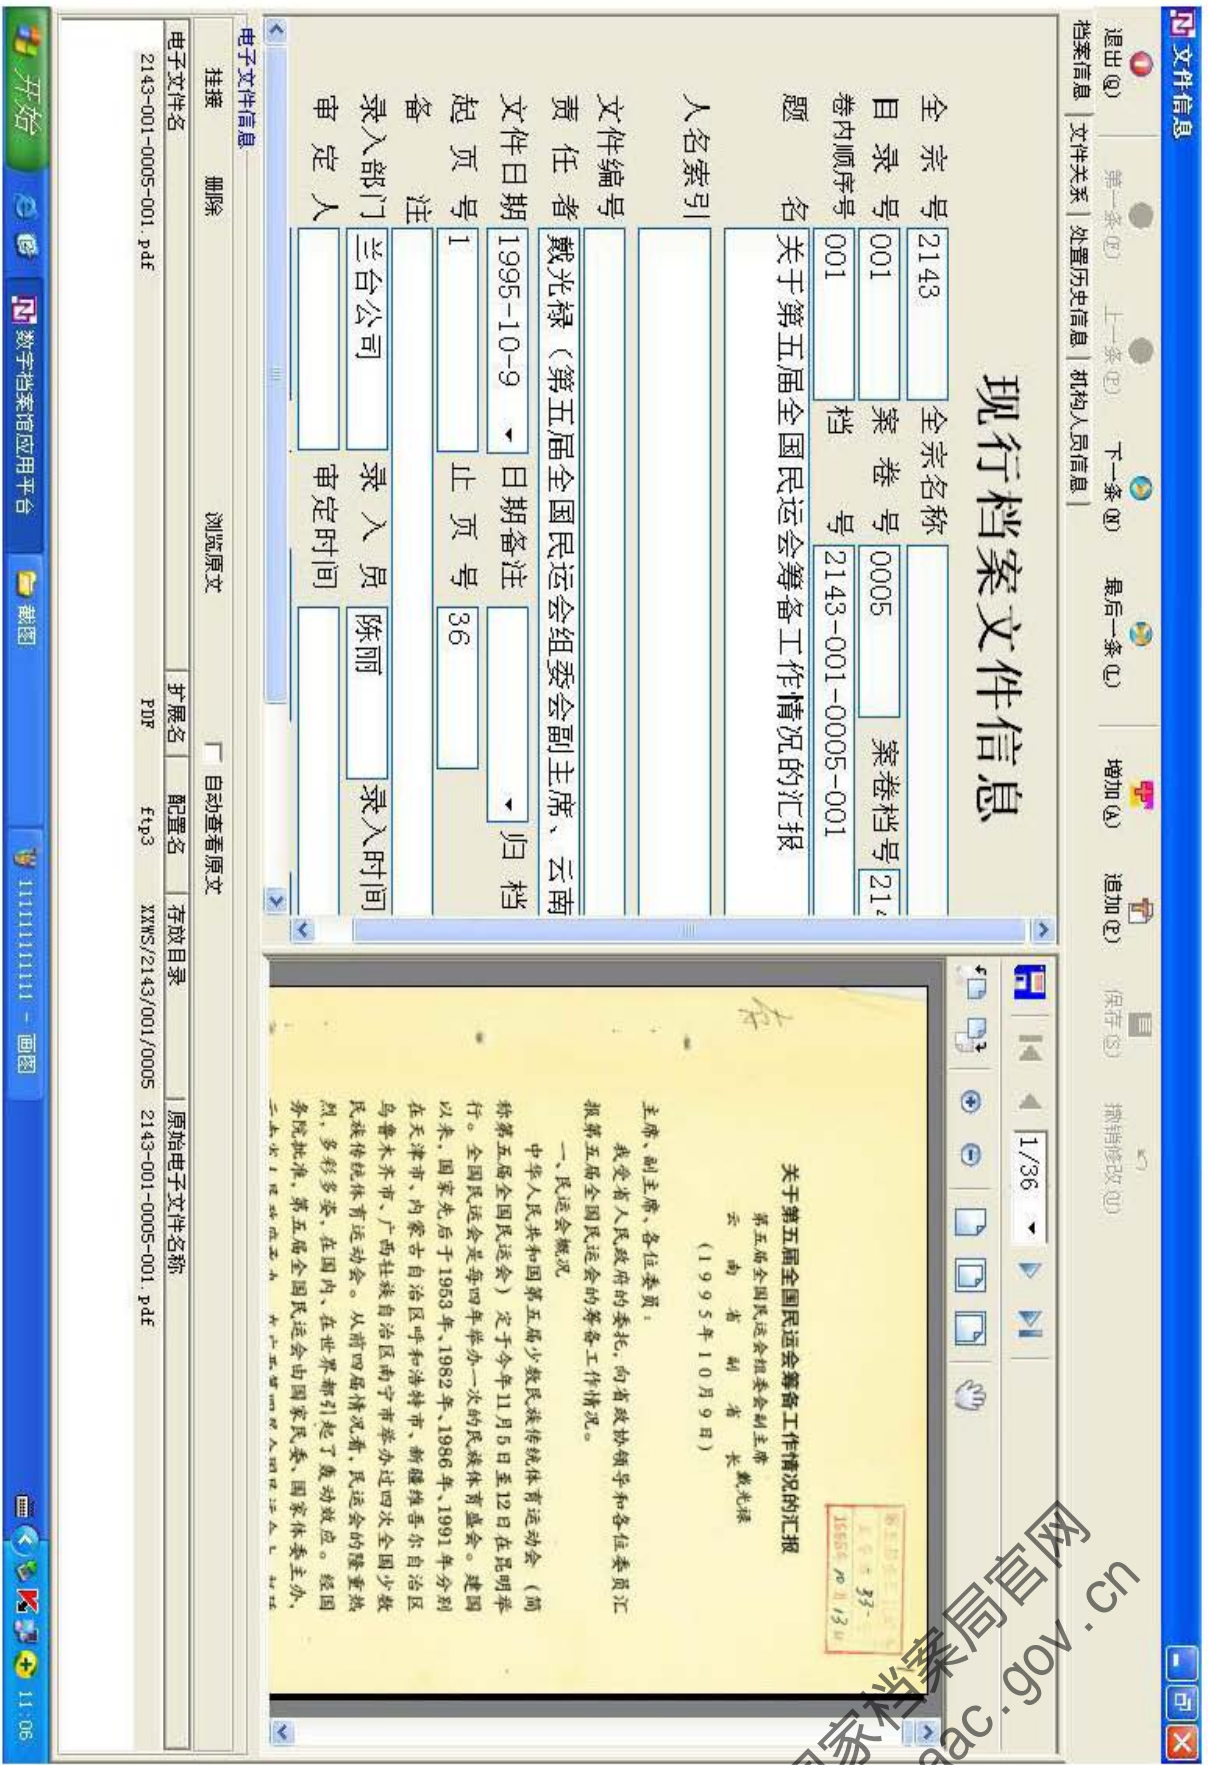 文件信息
退出(Q) 第一条(F) 上一条(P) 下一条(N) 最后一条(L) 增加(A) 追加(P) 保存(S) 撤销修改(U)
档案信息 文件关系 处置历史信息 机构人员信息
现行档案文件信息
全宗号 2143 全宗名称
目录号 001 案卷号 0005 案卷档号 214
卷内顺序号 001 档号 2143-001-0005-001
题名 关于第五届全国民运会筹备工作情况的汇报
人名索引
文件编号
责任者 戴光禄（第五届全国民运会组委会副主席、云南
文件日期 1995-10-9 日期备注 归档
起页号 1 止页号 36
备注
录入部门 兰台公司 录入员 陈丽 录入时间
审定人 审定时间
1/36
33-
10月13日
关于第五届全国民运会筹备工作情况的汇报
第五届全国民运会组委会副主席
云南省副省长 戴光禄
(1995年10月9日)
主席、副主席、各位委员：
我受省人民政府的委托，向省政协领导和各位委员汇
报第五届全国民运会的筹备工作情况。
一、民运会概况
中华人民共和国第五届少数民族传统体育运动会（简
称第五届全国民运会）定于今年11月5日至12日在昆明举
行。全国民运会是每四年举办一次的民族体育盛会。建国
以来，国家先后于1953年、1982年、1986年、1991年分别
在天津市、内蒙古自治区呼和浩特市、新疆维吾尔自治区
乌鲁木齐市、广西壮族自治区南宁市举办过四次全国少数
民族传统体育运动会。从前四届情况看，民运会的隆重热
烈，多彩多姿，在国内、在世界都引起了轰动效应。经国
务院批准，第五届全国民运会由国家民委、国家体委主办，
电子文件信息
挂接 删除 浏览原文 自动查看原文
电子文件名 扩展名 配置名 存放目录 原始电子文件名称
2143-001-0005-001.pdf PDF ftp3 XXWS/2143/001/0005 2143-001-0005-001.pdf
开始 数字档案馆应用平台 截图 111111111111 - 画图 11:06
国家档案局官网
aac.gov.cn